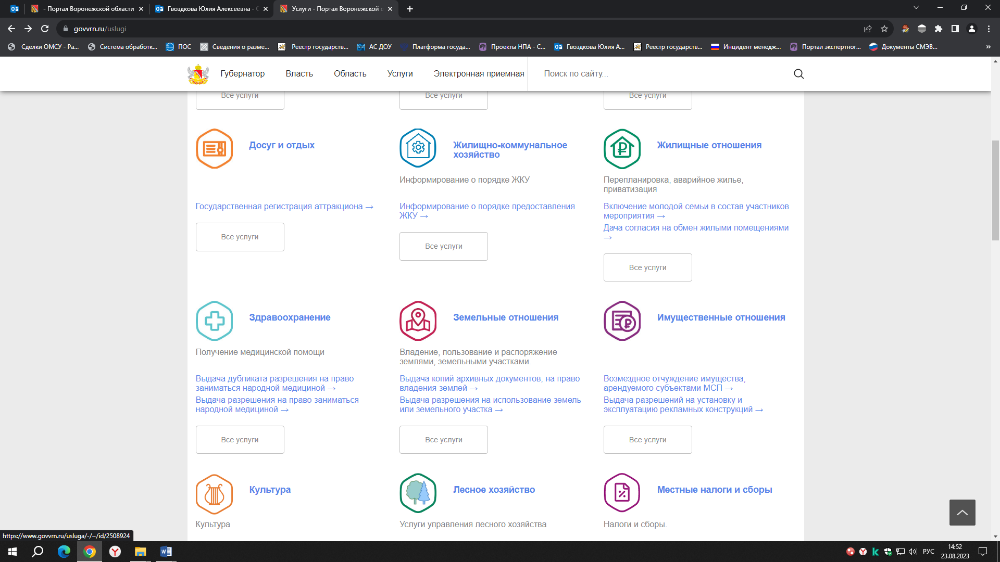 - Портал Воронежской области
Гвоздкова Юлия Алексеевна -
Услуги - Портал Воронежской
govvrn.ru/uslugi
Сделки ОМСУ - Ра...
Система обработк...
ПОС
Сведения о разме...
Реестр государств...
АС ДОУ
Платформа госуда...
Проекты НПА - С...
Гвоздкова Юлия А...
Реестр государств...
Инцидент менедж...
Портал экспертног...
Документы СМЭВ...
»
Губернатор
Власть
Область
Услуги
Электронная приемная
Поиск по сайту...
Все услуги
Все услуги
Все услуги
Досуг и отдых
Государственная регистрация аттракциона →
Все услуги
Жилищно-коммунальное
хозяйство
Информирование о порядке ЖКУ
Информирование о порядке предоставления
ЖКУ →
Все услуги
Жилищные отношения
Перепланировка, аварийное жилье,
приватизация
Включение молодой семьи в состав участников
мероприятия →
Дача согласия на обмен жилыми помещениями
→
Все услуги
Здравоохранение
Получение медицинской помощи
Выдача дубликата разрешения на право
заниматься народной медициной →
Выдача разрешения на право заниматься
народной медициной →
Все услуги
Земельные отношения
Владение, пользование и распоряжение
землями, земельными участками.
Выдача копий архивных документов, на право
владения землей →
Выдача разрешения на использование земель
или земельного участка →
Все услуги
Имущественные отношения
Возмездное отчуждение имущества,
арендуемого субъектами МСП →
Выдача разрешений на установку и
эксплуатацию рекламных конструкций →
Все услуги
Культура
Культура
Лесное хозяйство
Услуги управления лесного хозяйства
Местные налоги и сборы
Налоги и сборы.
https://www.govvrn.ru/usluga/-/~/id/2508924
РУС
14:52
23.08.2023